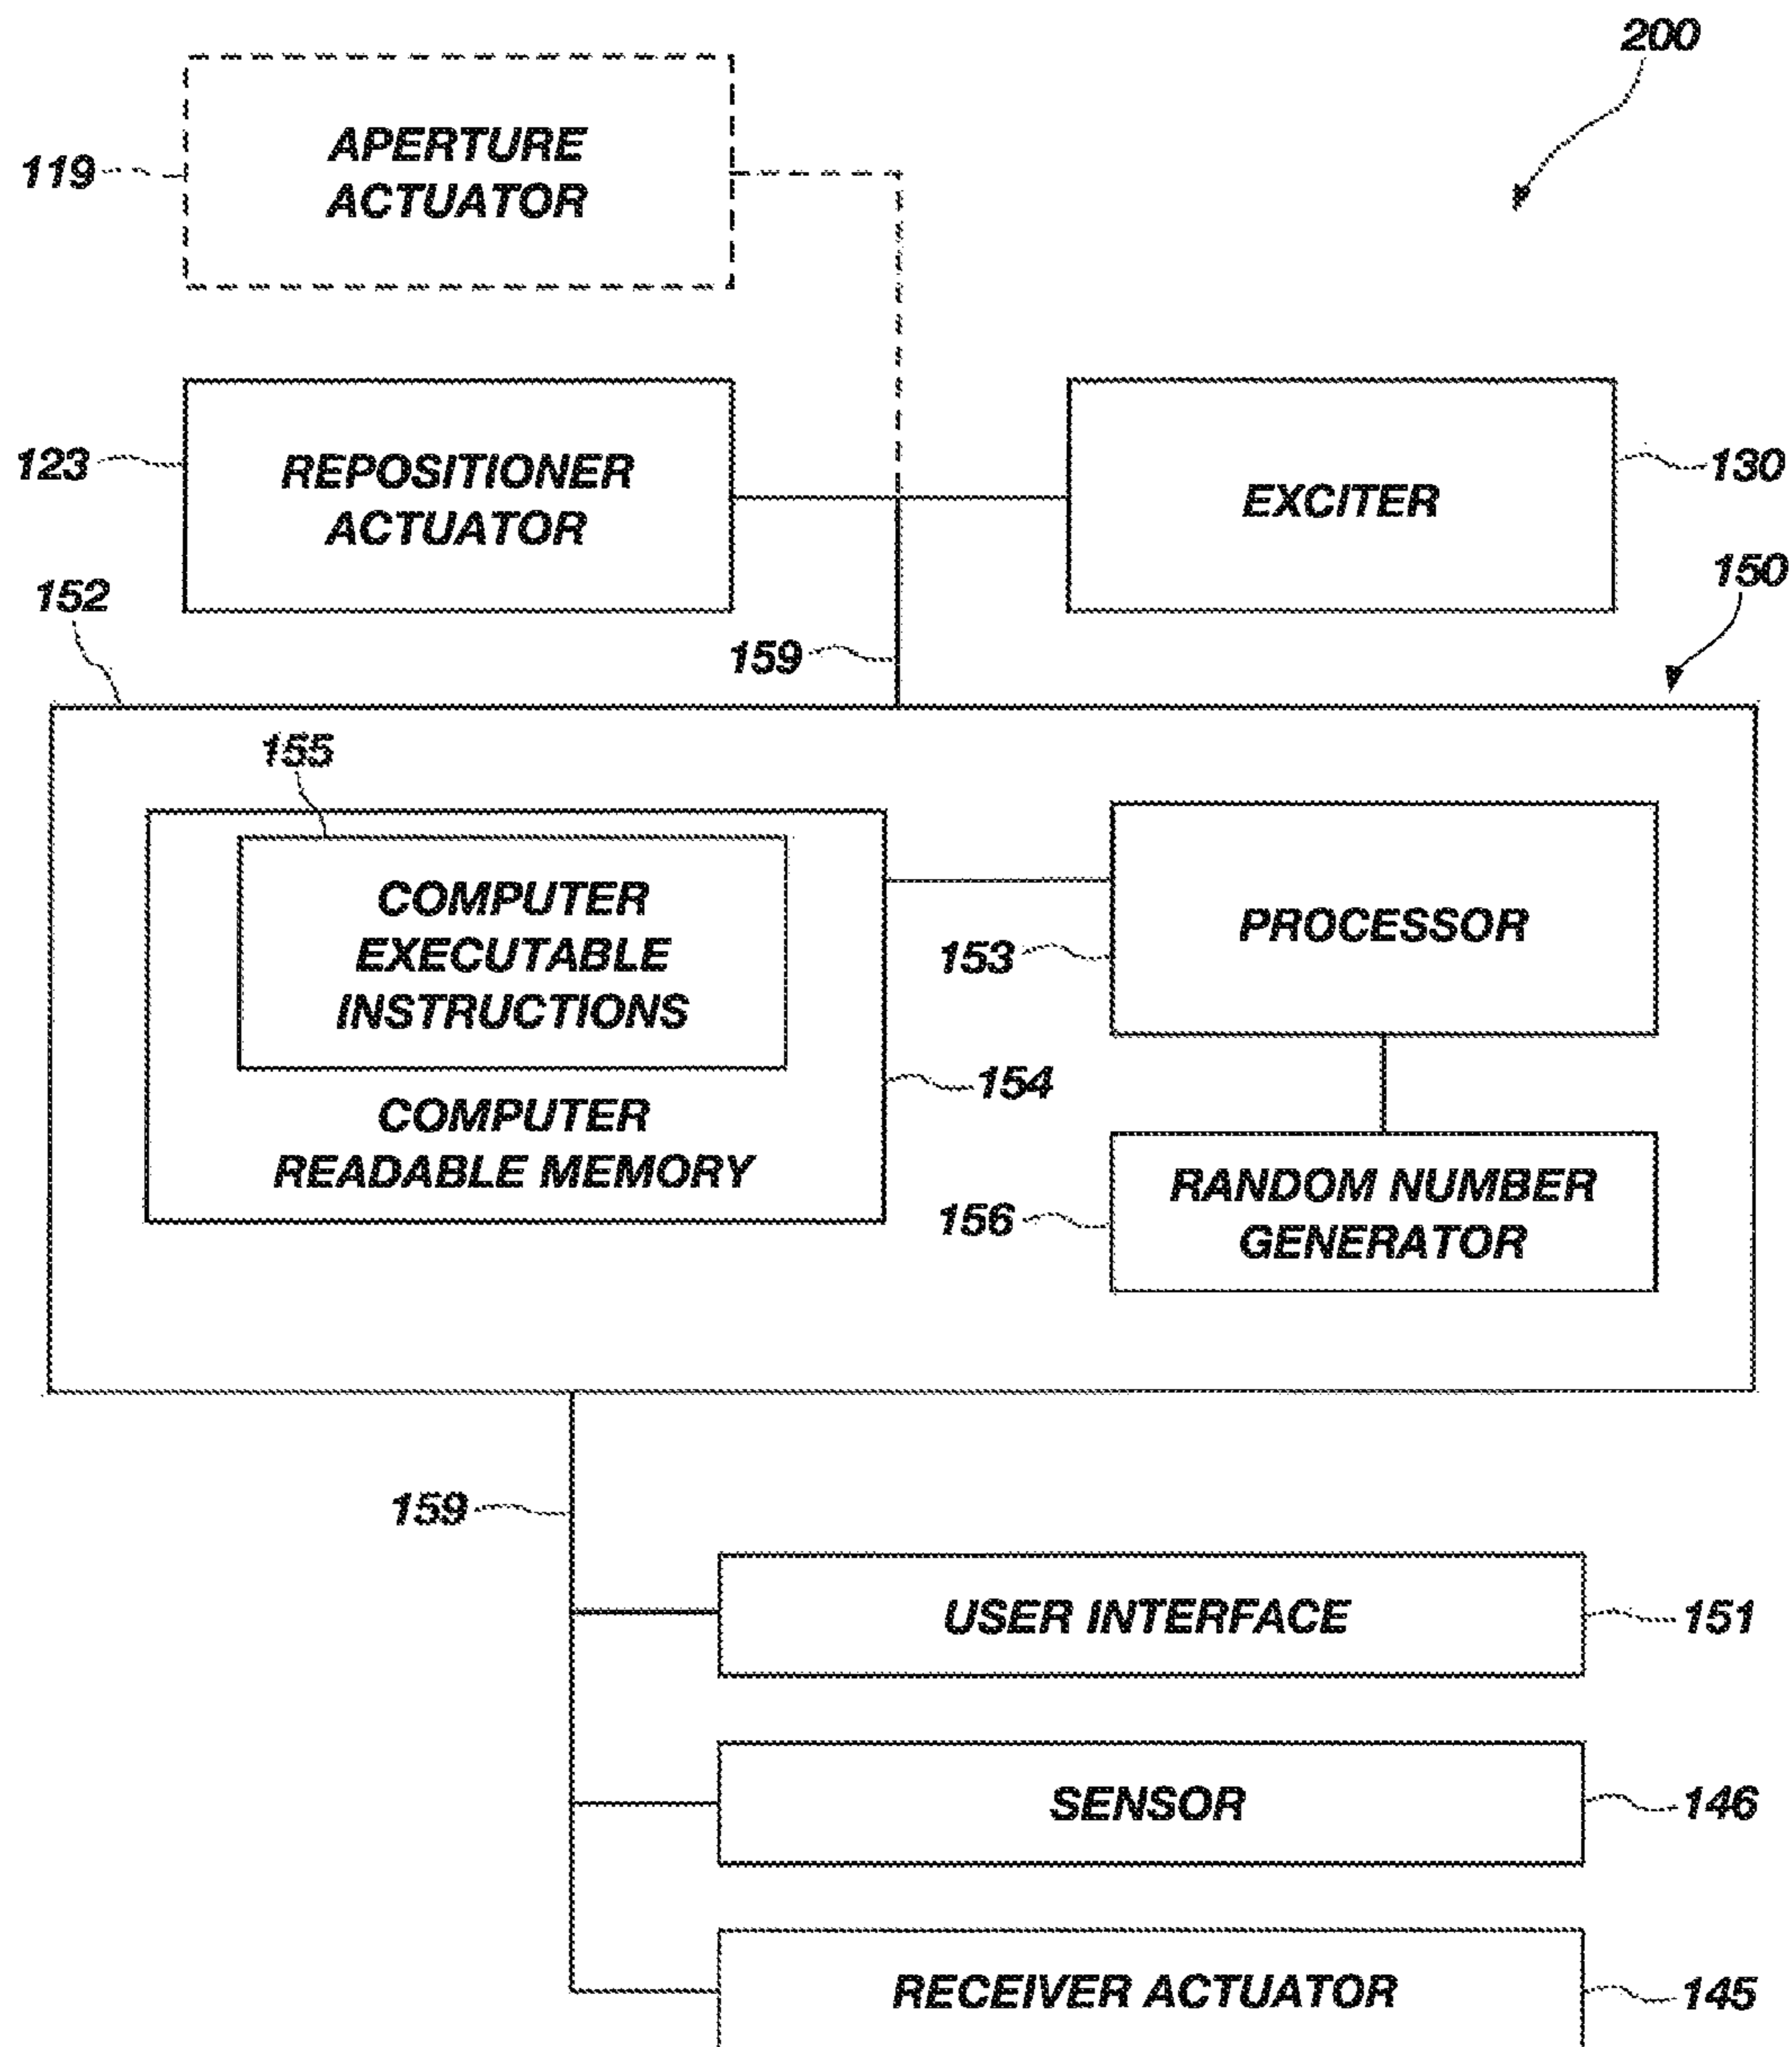 200
APERTURE
ACTUATOR
119
REPOSITIONER
ACTUATOR
123
EXCITER
130
150
152
159
155
COMPUTER
EXECUTABLE
INSTRUCTIONS
COMPUTER
READABLE MEMORY
154
PROCESSOR
153
RANDOM NUMBER
GENERATOR
156
159
USER INTERFACE
151
SENSOR
146
RECEIVER ACTUATOR
145